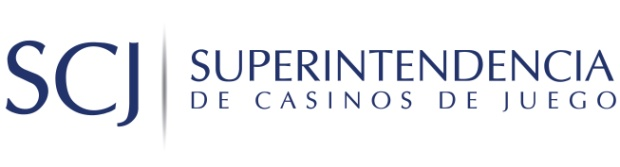 SCJ
SUPERINTENDENCIA
DE CASINOS DE JUEGO